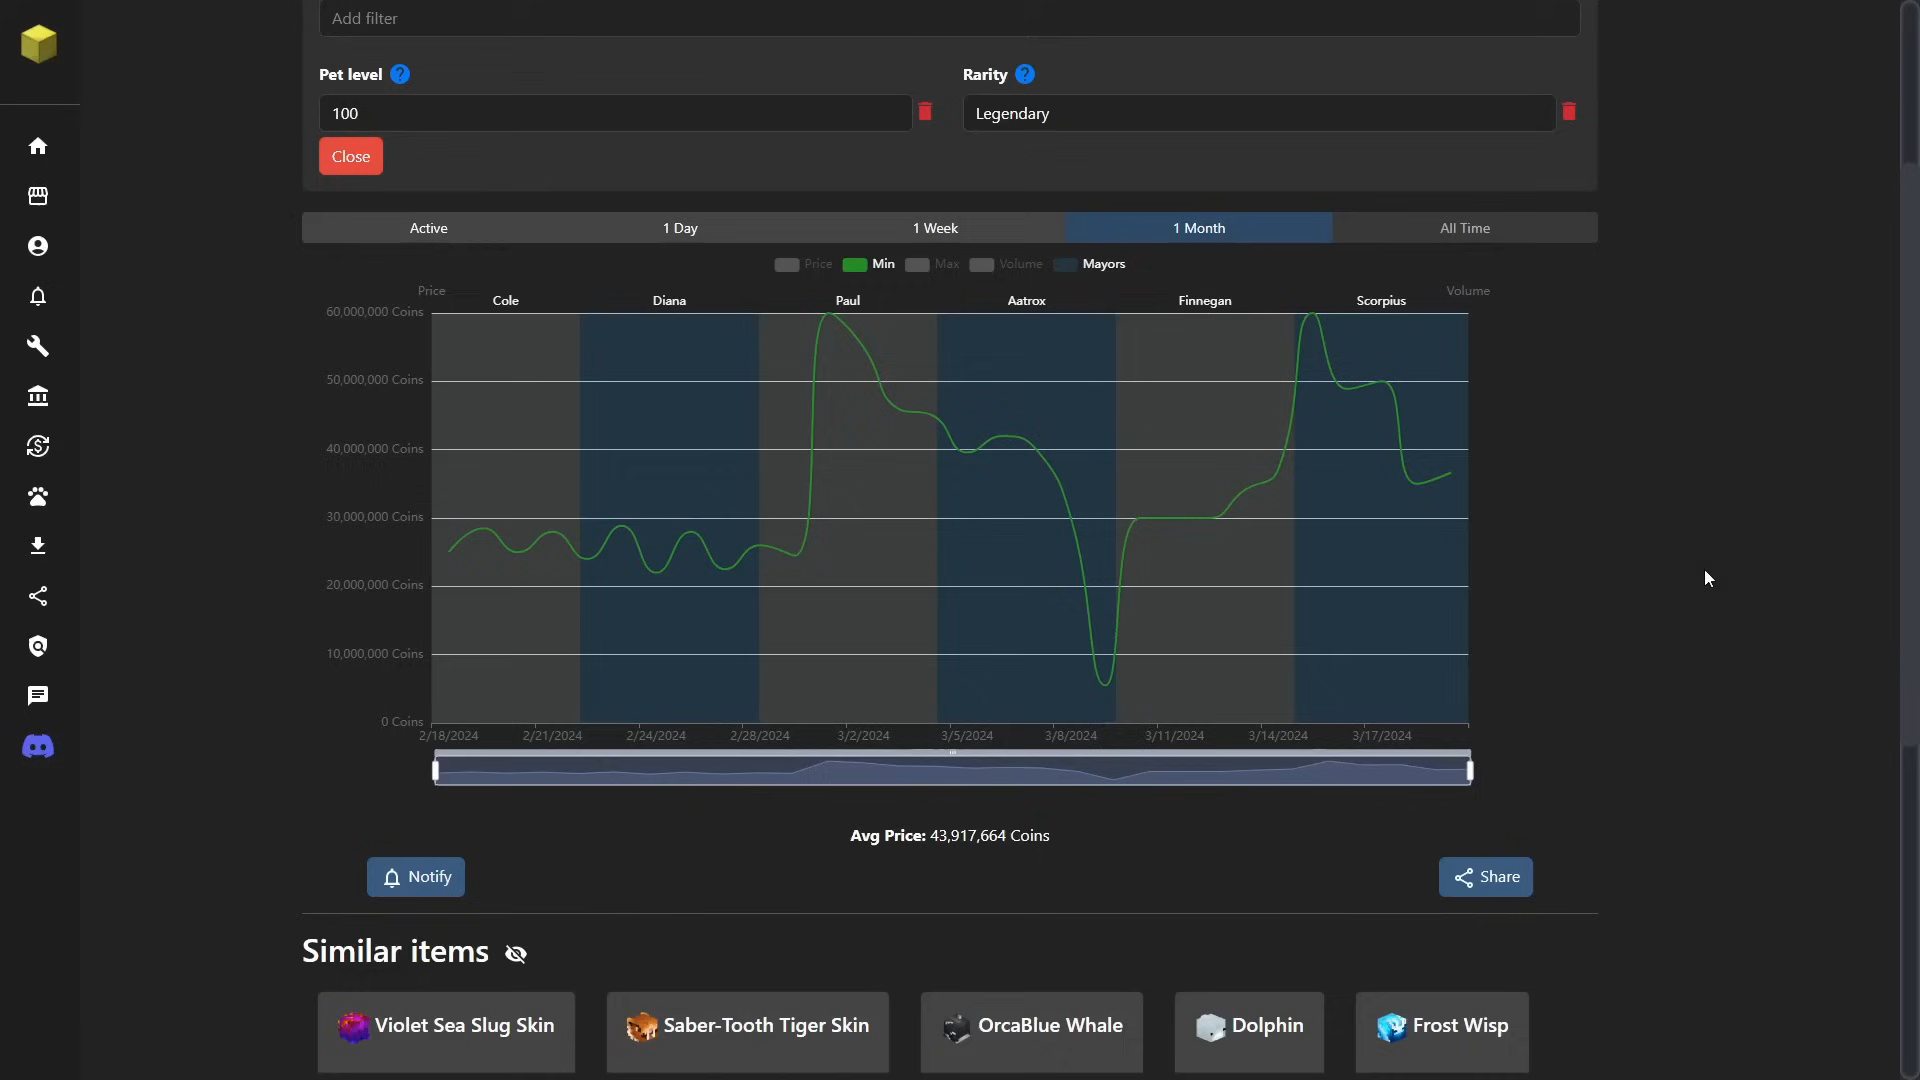 Add filter
Pet level ? Rarity ?
100 Legendary
Close
Active 1 Day 1 Week 1 Month All Time
Price Min Max Volume Mayors
Price Volume
Cole Diana Paul Aatrox Finnegan Scorpius
60,000,000 Coins
50,000,000 Coins
40,000,000 Coins
30,000,000 Coins
20,000,000 Coins
10,000,000 Coins
0 Coins
2/18/2024 2/21/2024 2/24/2024 2/28/2024 3/2/2024 3/5/2024 3/8/2024 3/11/2024 3/14/2024 3/17/2024
Avg Price: 43,917,664 Coins
Notify Share
Similar items
Violet Sea Slug Skin Saber-Tooth Tiger Skin OrcaBlue Whale Dolphin Frost Wisp